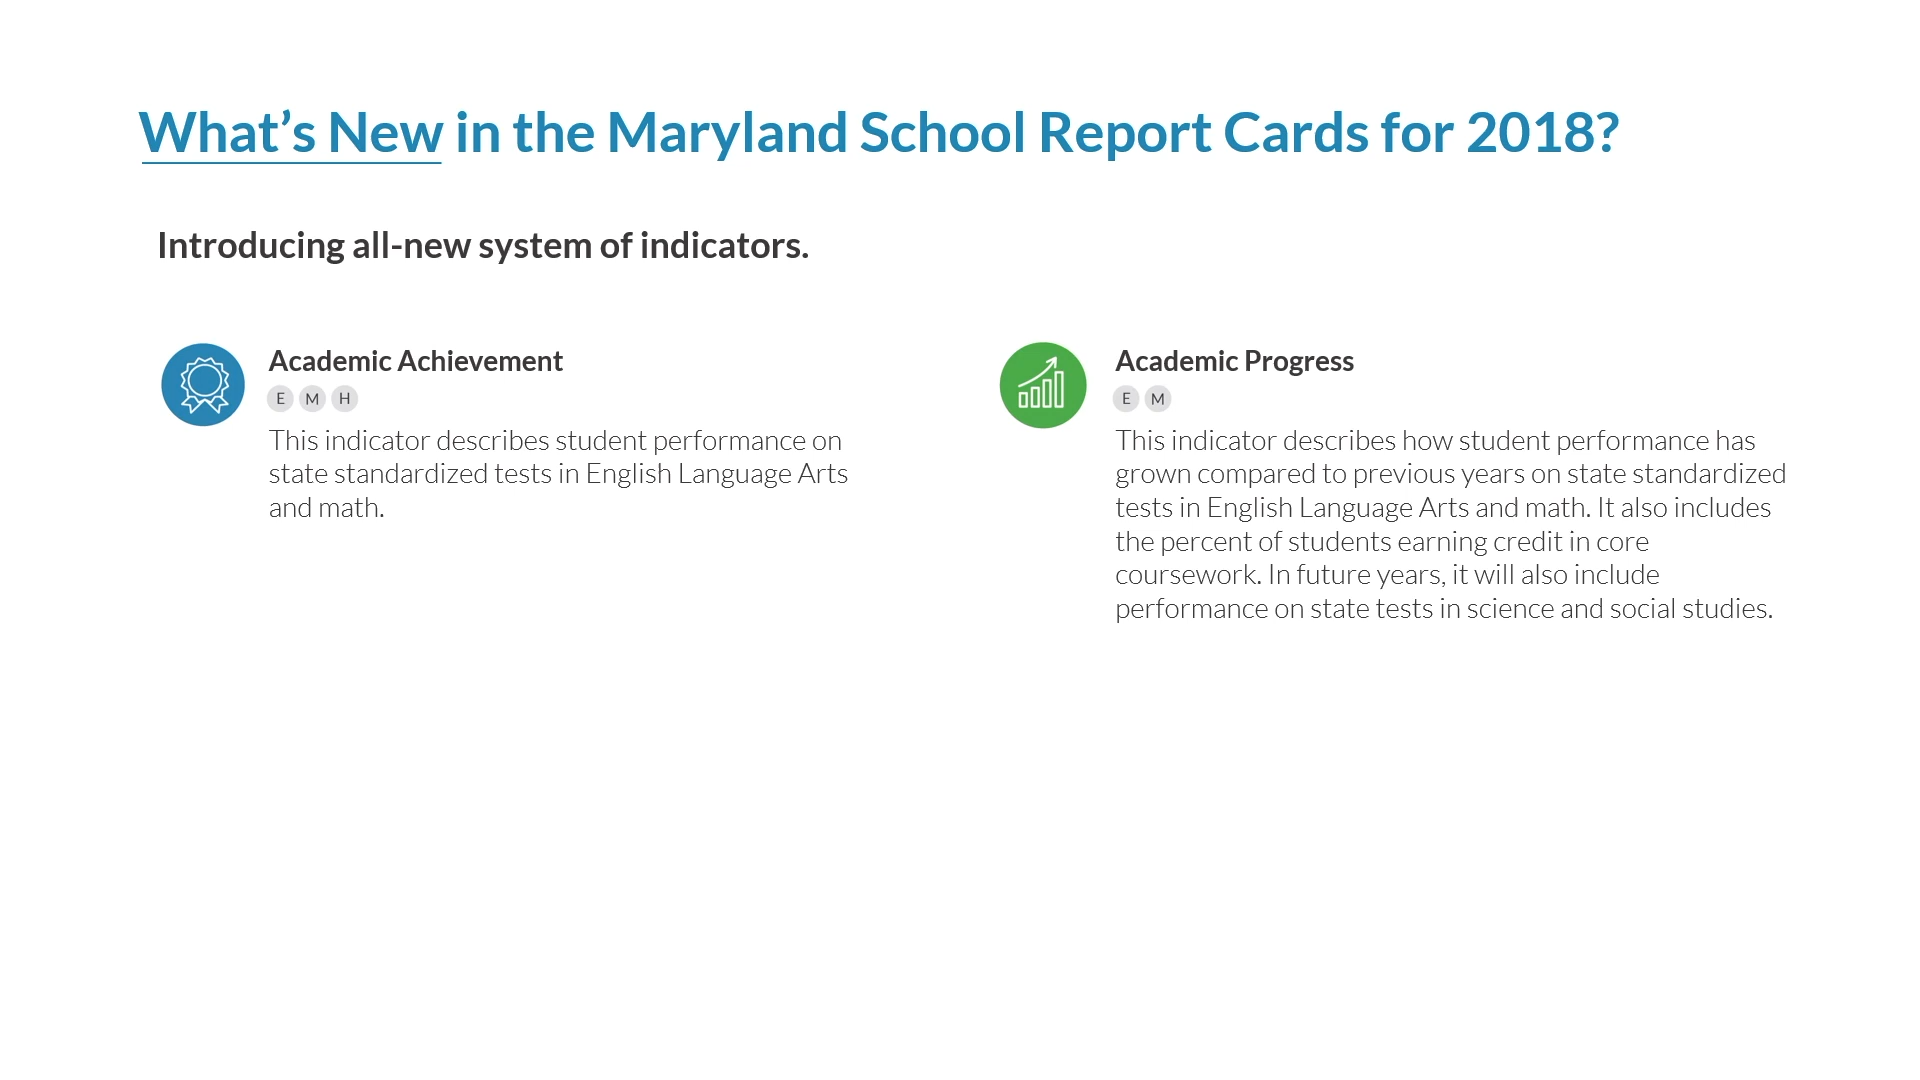 What’s New in the Maryland School Report Cards for 2018?
Introducing all-new system of indicators.
Academic Achievement
E M H
This indicator describes student performance on
state standardized tests in English Language Arts
and math.
Academic Progress
E M
This indicator describes how student performance has
grown compared to previous years on state standardized
tests in English Language Arts and math. It also includes
the percent of students earning credit in core
coursework. In future years, it will also include
performance on state tests in science and social studies.